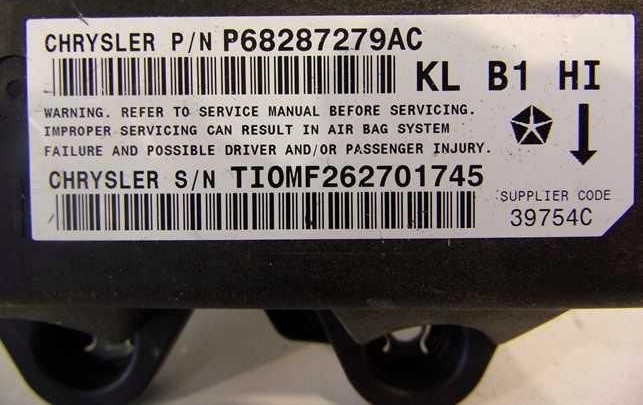 CHRYSLER P/N P68287279AC
KL B1 HI
WARNING. REFER TO SERVICE MANUAL BEFORE SERVICING.
IMPROPER SERVICING CAN RESULT IN AIR BAG SYSTEM
FAILURE AND POSSIBLE DRIVER AND/OR PASSENGER INJURY.
CHRYSLER S/N TI0MF262701745
SUPPLIER CODE
39754C